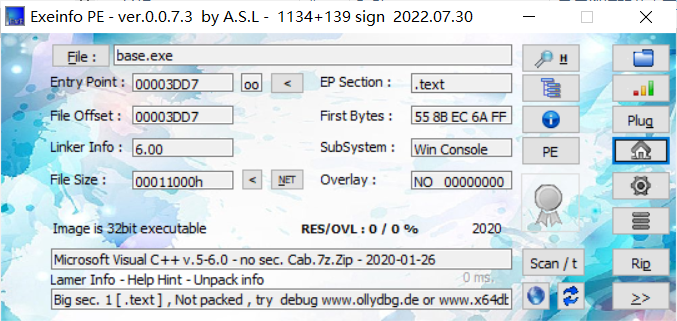 Exeinfo PE - ver.0.0.7.3 by A.S.L - 1134+139 sign 2022.07.30
File : base.exe H
Entry Point : 00003DD7 oo < EP Section : .text
File Offset : 00003DD7 First Bytes : 55 8B EC 6A FF Plug
Linker Info : 6.00 SubSystem : Win Console PE
File Size : 00011000h < NET Overlay : NO 00000000
Image is 32bit executable RES/OVL : 0 / 0 % 2020
Microsoft Visual C++ v.5-6.0 - no sec. Cab.7z.Zip - 2020-01-26 Scan / t Rip
Lamer Info - Help Hint - Unpack info 0 ms.
Big sec. 1 [ .text ] , Not packed , try debug www.ollydbg.de or www.x64db >>